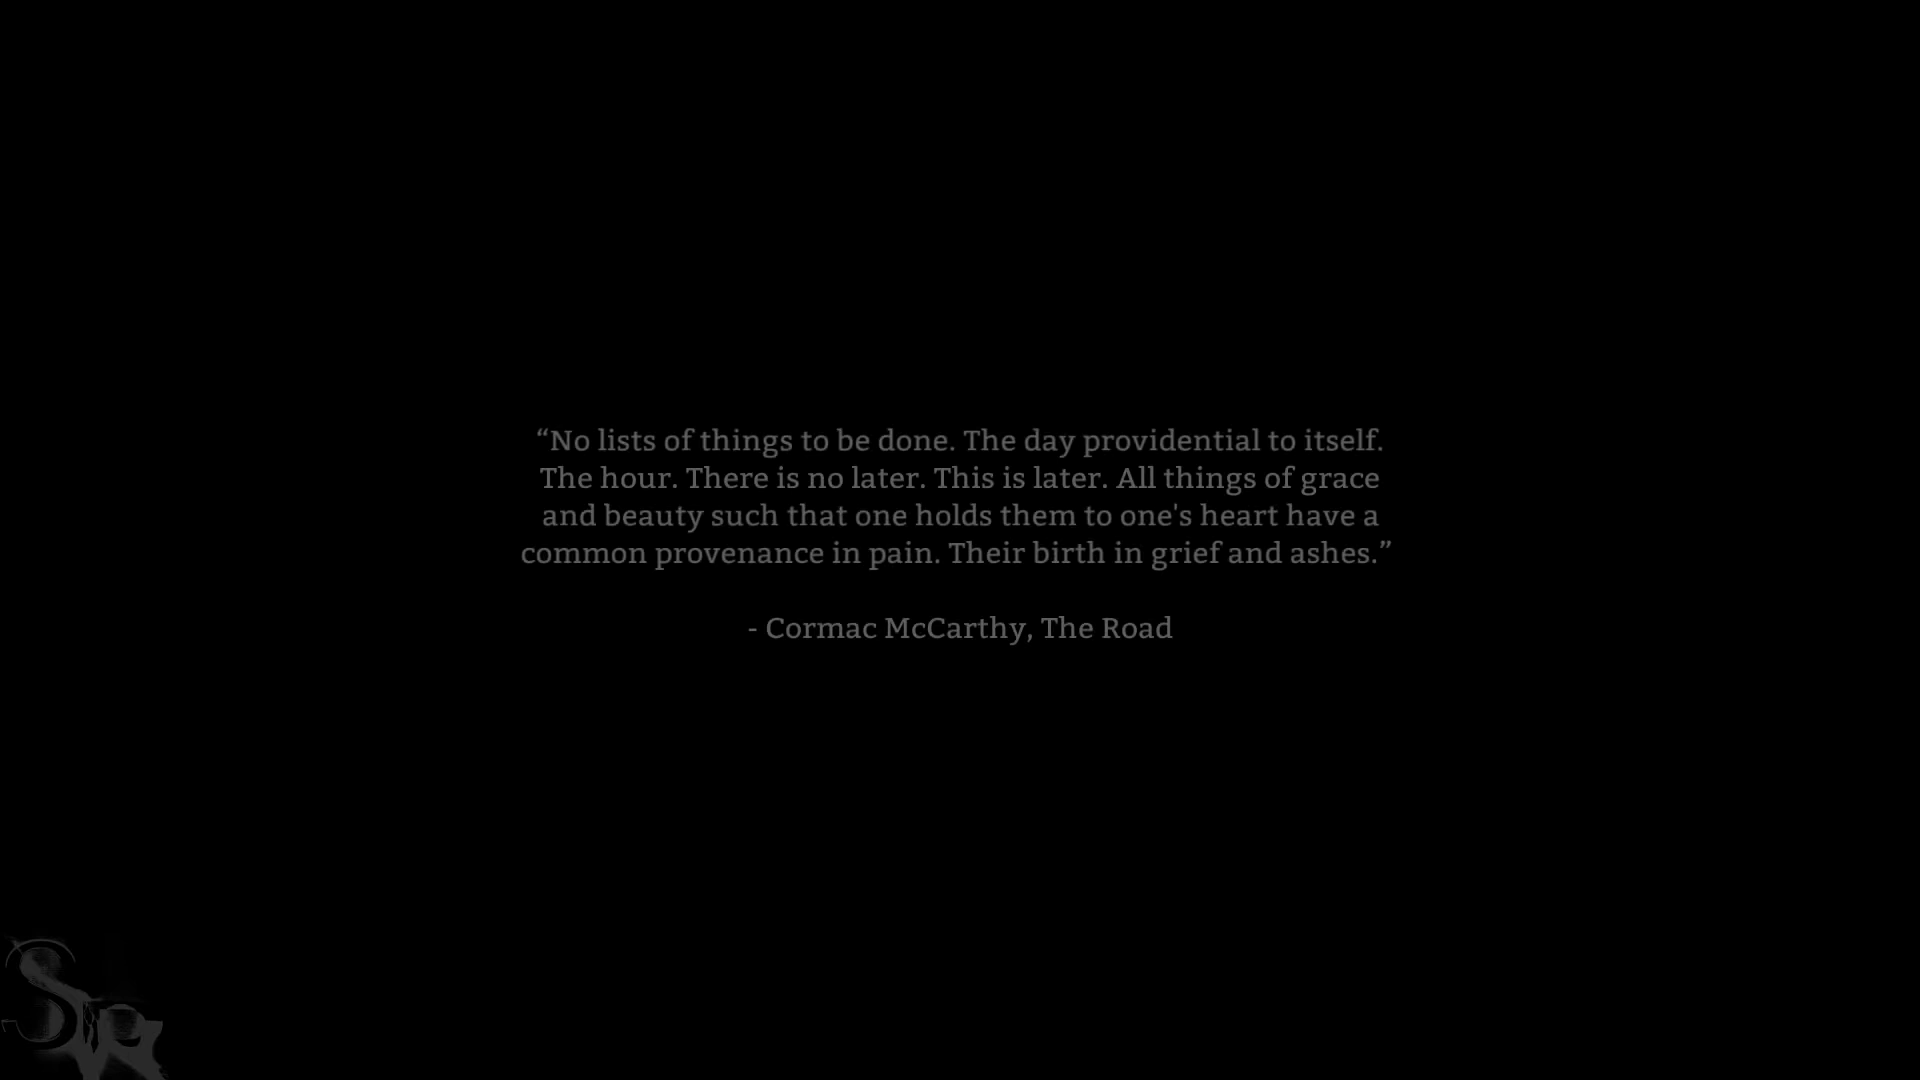 “No lists of things to be done. The day providential to itself.
The hour. There is no later. This is later. All things of grace
and beauty such that one holds them to one's heart have a
common provenance in pain. Their birth in grief and ashes.”
- Cormac McCarthy, The Road